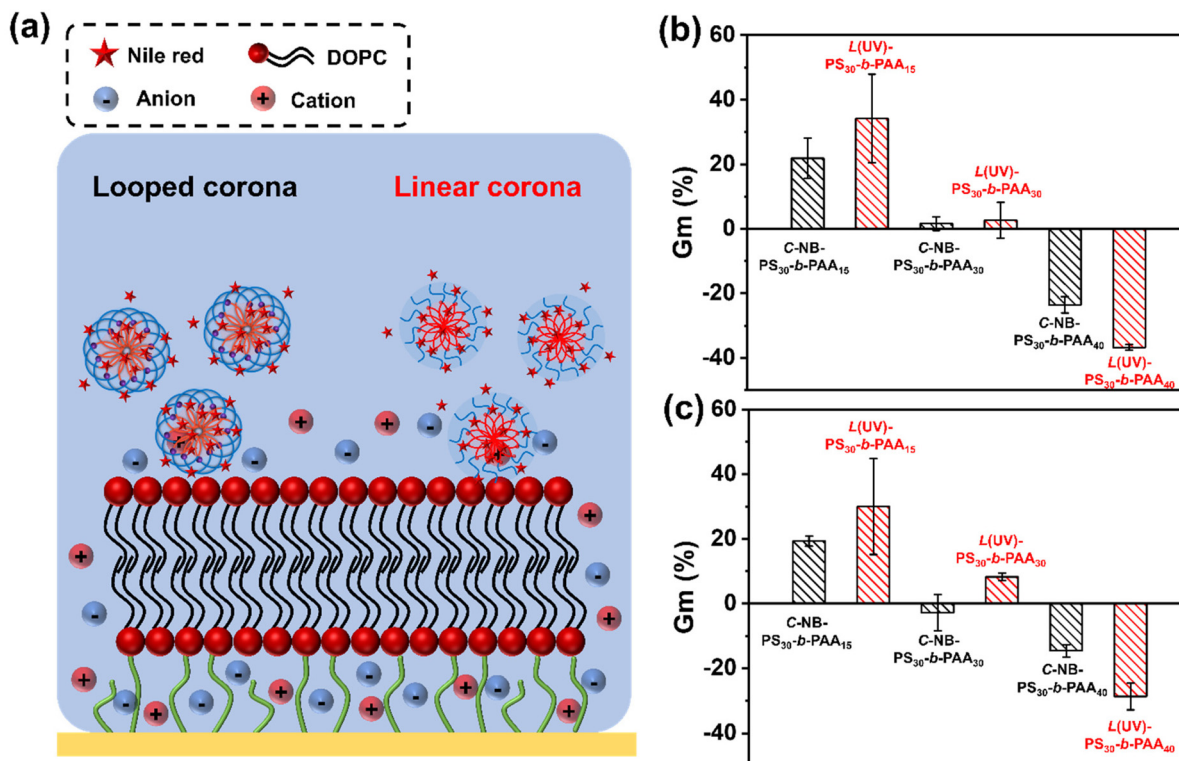 (a)
Nile red
DOPC
- Anion
+ Cation
Looped corona
Linear corona
(b)
Gm (%)
60
40
20
0
-20
-40
L(UV)-
PS30-b-PAA15
C-NB-
PS30-b-PAA15
L(UV)-
PS30-b-PAA30
C-NB-
PS30-b-PAA30
C-NB-
PS30-b-PAA40
L(UV)-
PS30-b-PAA40
(c)
Gm (%)
60
40
20
0
-20
-40
L(UV)-
PS30-b-PAA15
C-NB-
PS30-b-PAA15
L(UV)-
PS30-b-PAA30
C-NB-
PS30-b-PAA30
C-NB-
PS30-b-PAA40
L(UV)-
PS30-b-PAA40